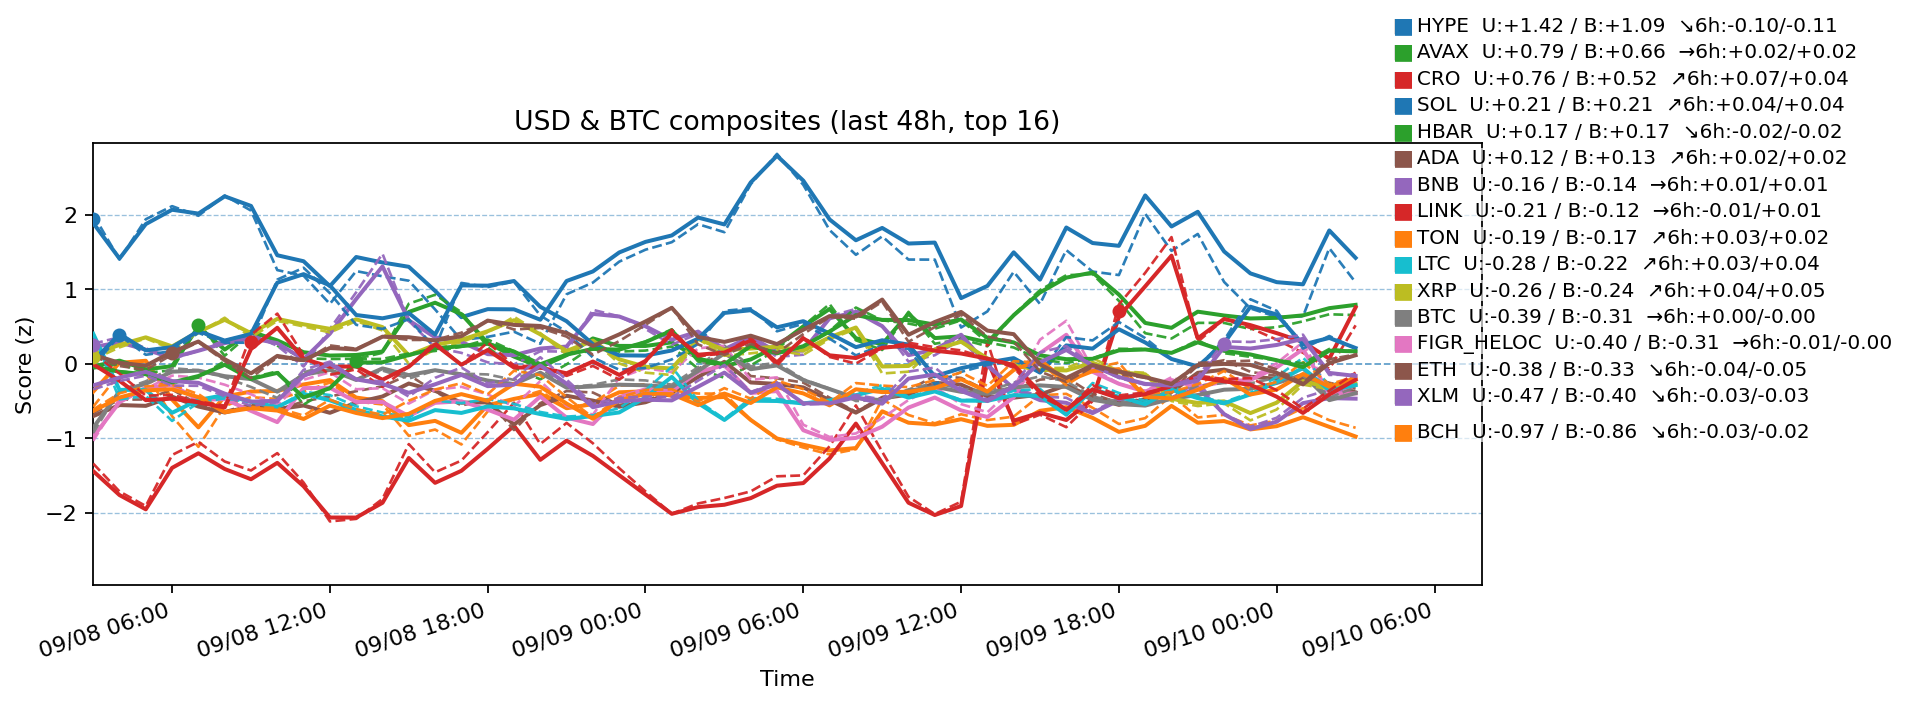 HYPE  U:+1.42 / B:+1.09  ↘6h:-0.10/-0.11
AVAX  U:+0.79 / B:+0.66  →6h:+0.02/+0.02
CRO  U:+0.76 / B:+0.52  ↗6h:+0.07/+0.04
SOL  U:+0.21 / B:+0.21  ↗6h:+0.04/+0.04
HBAR  U:+0.17 / B:+0.17  ↘6h:-0.02/-0.02
ADA  U:+0.12 / B:+0.13  ↗6h:+0.02/+0.02
BNB  U:-0.16 / B:-0.14  →6h:+0.01/+0.01
LINK  U:-0.21 / B:-0.12  →6h:-0.01/+0.01
TON  U:-0.19 / B:-0.17  ↗6h:+0.03/+0.02
LTC  U:-0.28 / B:-0.22  ↗6h:+0.03/+0.04
XRP  U:-0.26 / B:-0.24  ↗6h:+0.04/+0.05
BTC  U:-0.39 / B:-0.31  →6h:+0.00/-0.00
FIGR_HELOC  U:-0.40 / B:-0.31  →6h:-0.01/-0.00
ETH  U:-0.38 / B:-0.33  ↘6h:-0.04/-0.05
XLM  U:-0.47 / B:-0.40  ↘6h:-0.03/-0.03
BCH  U:-0.97 / B:-0.86  ↘6h:-0.03/-0.02
USD & BTC composites (last 48h, top 16)
Score (z)
2
1
0
−1
−2
09/08 06:00
09/08 12:00
09/08 18:00
09/09 00:00
09/09 06:00
09/09 12:00
09/09 18:00
09/10 00:00
09/10 06:00
Time